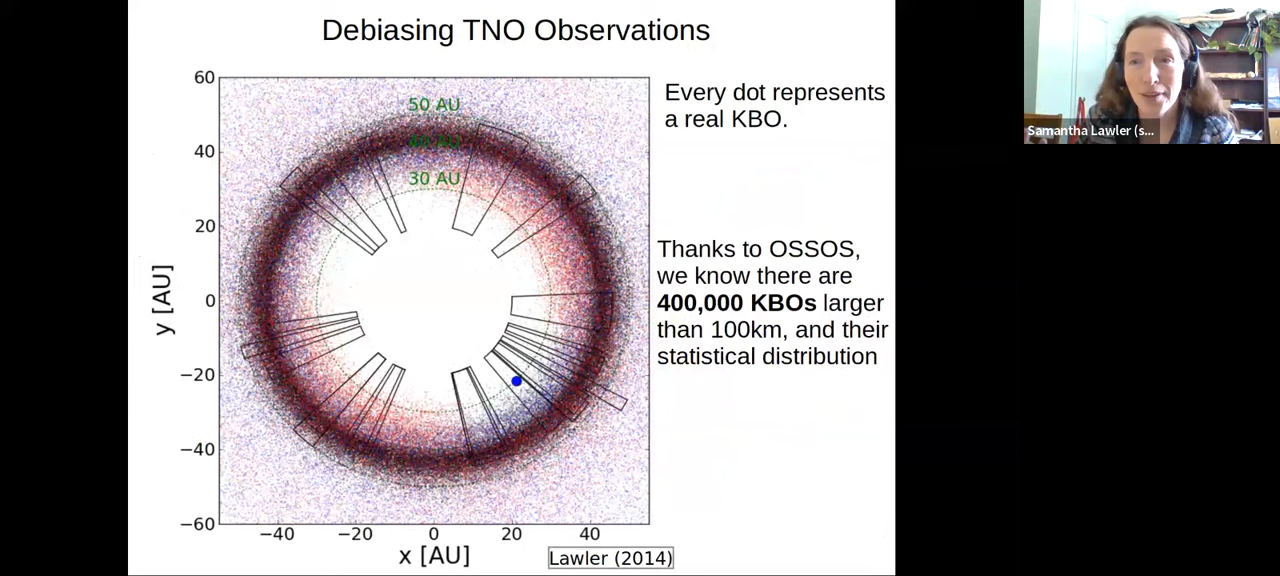 Debiasing TNO Observations
60
40
20
0
−20
−40
−60
y [AU]
50 AU
40 AU
30 AU
−40
−20
0
20
40
x [AU]
Lawler (2014)
Every dot represents
a real KBO.
Thanks to OSSOS,
we know there are
400,000 KBOs larger
than 100km, and their
statistical distribution
Samantha Lawler (s...